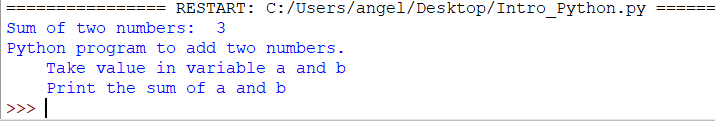 ================ RESTART: C:/Users/angel/Desktop/Intro_Python.py ======
Sum of two numbers:  3
Python program to add two numbers.
    Take value in variable a and b
    Print the sum of a and b
>>>